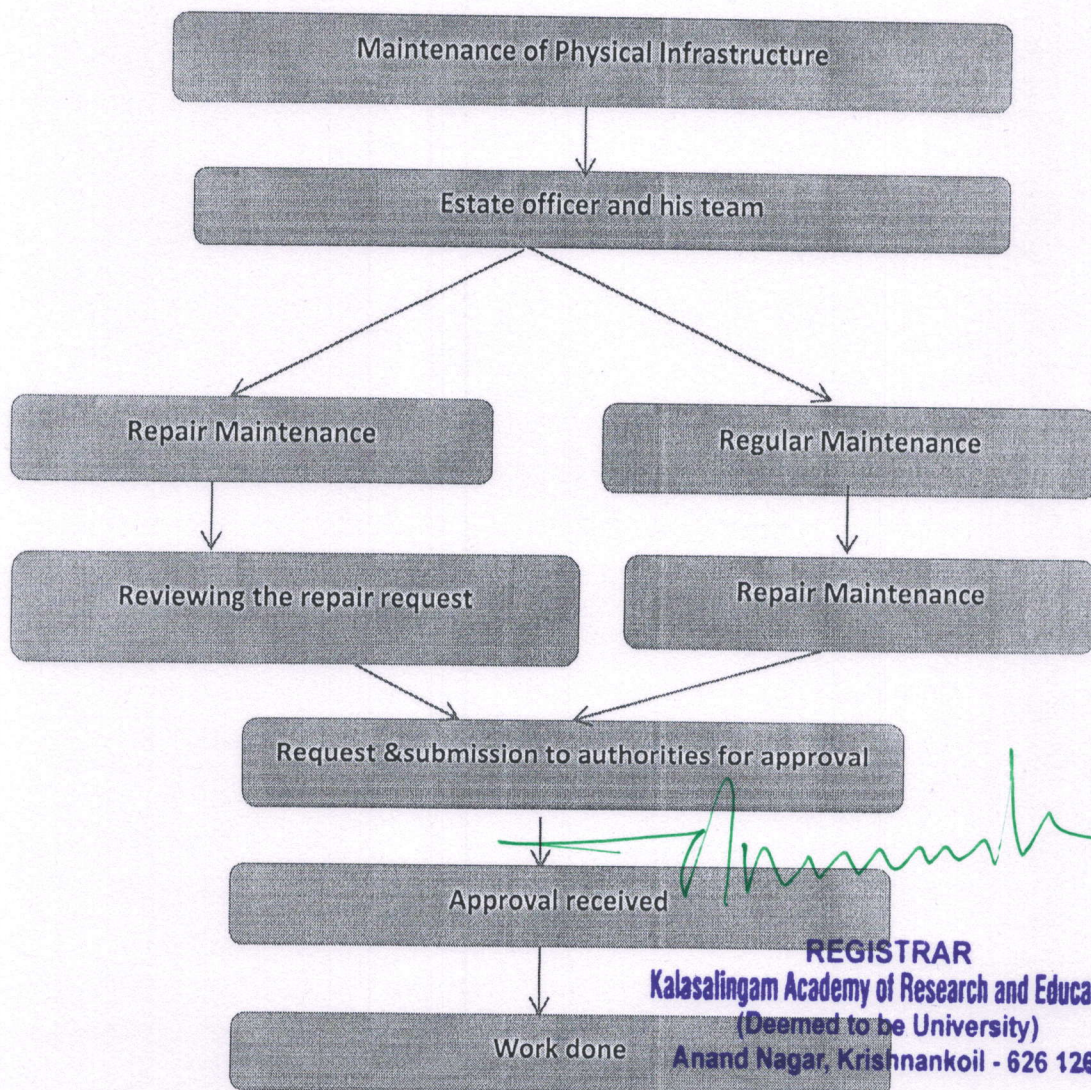 Maintenance of Physical Infrastructure
Estate officer and his team
Repair Maintenance
Regular Maintenance
Reviewing the repair request
Repair Maintenance
Request &submission to authorities for approval
Approval received
Work done
REGISTRAR
Kalasalingam Academy of Research and Educa
(Deemed to be University)
Anand Nagar, Krishnankoil - 626 126